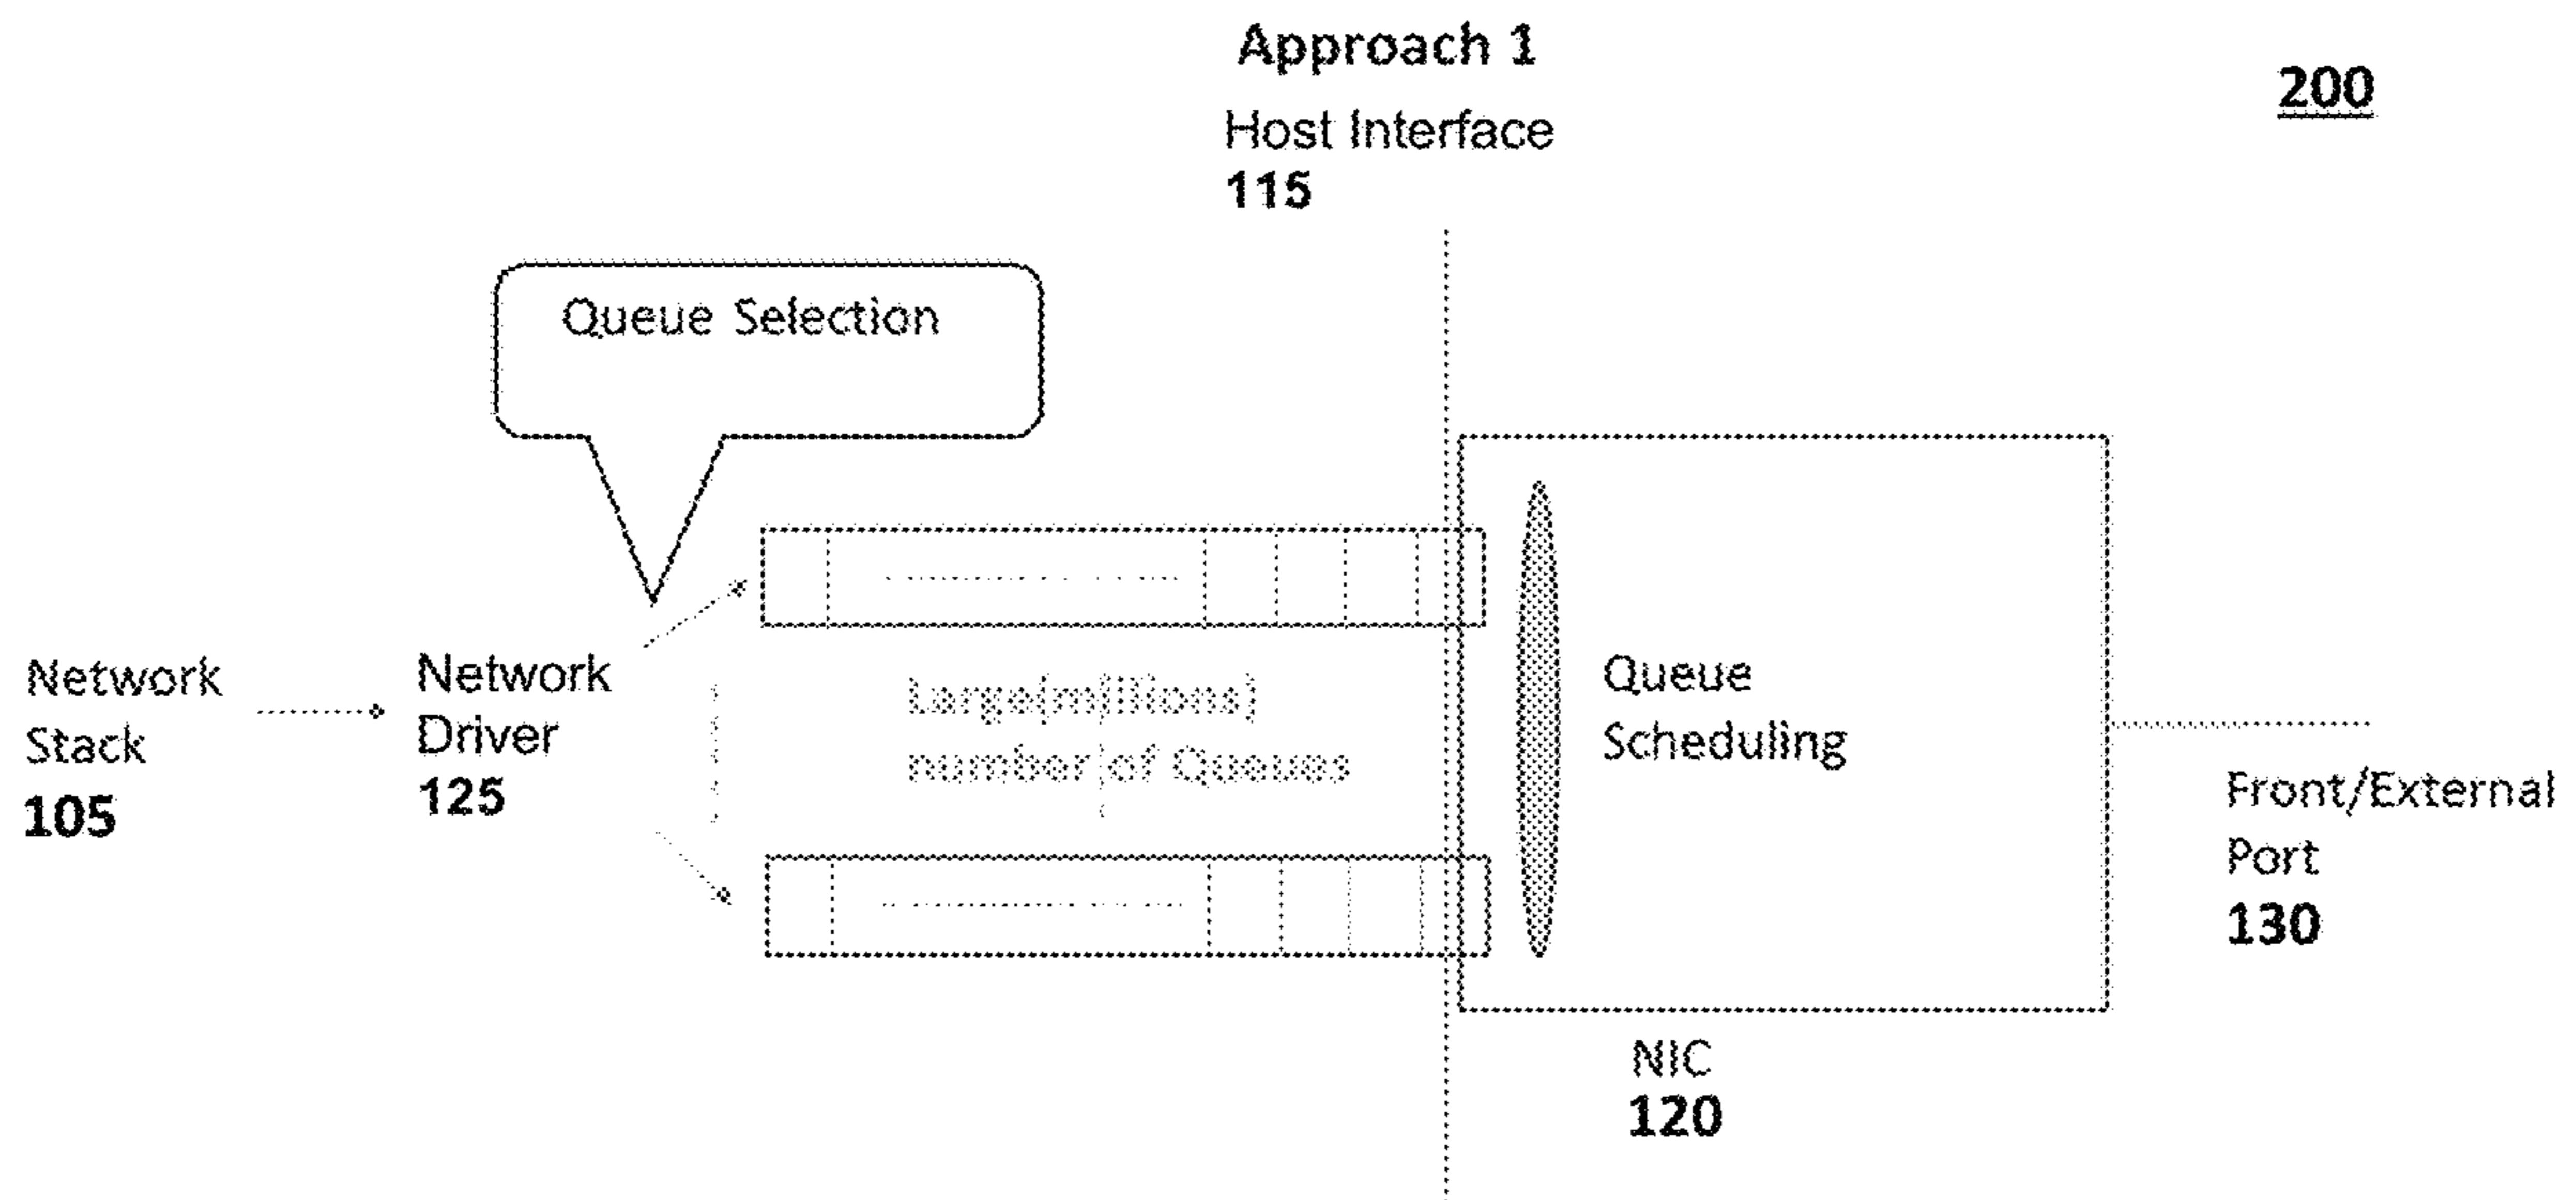 Approach 1
200
Host Interface
115
Queue Selection
Network
Stack
105
Network
Driver
125
Large(millions)
number of Queues
Queue
Scheduling
Front/External
Port
130
NIC
120